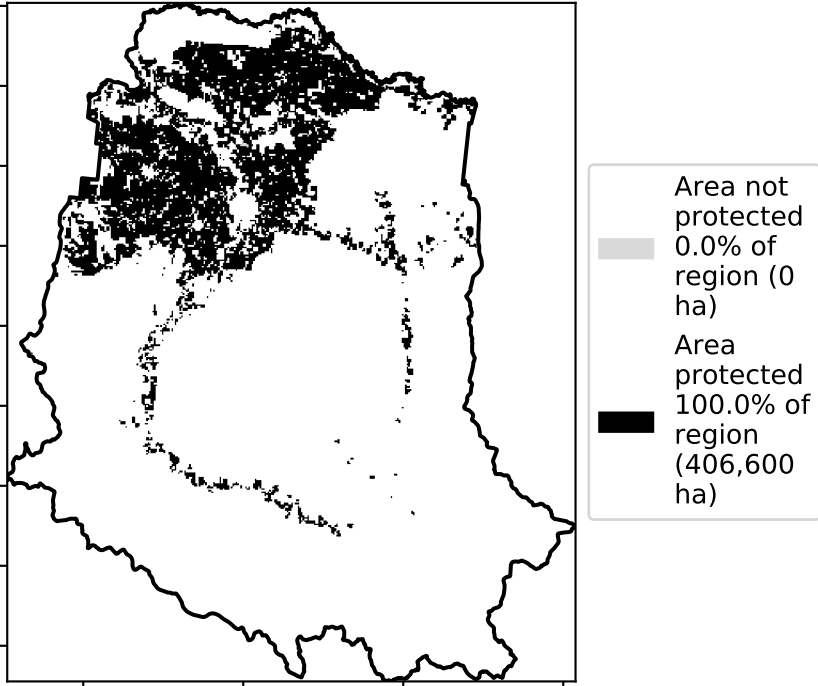 Area not
protected
0.0% of
region (0
ha)
Area
protected
100.0% of
region
(406,600
ha)